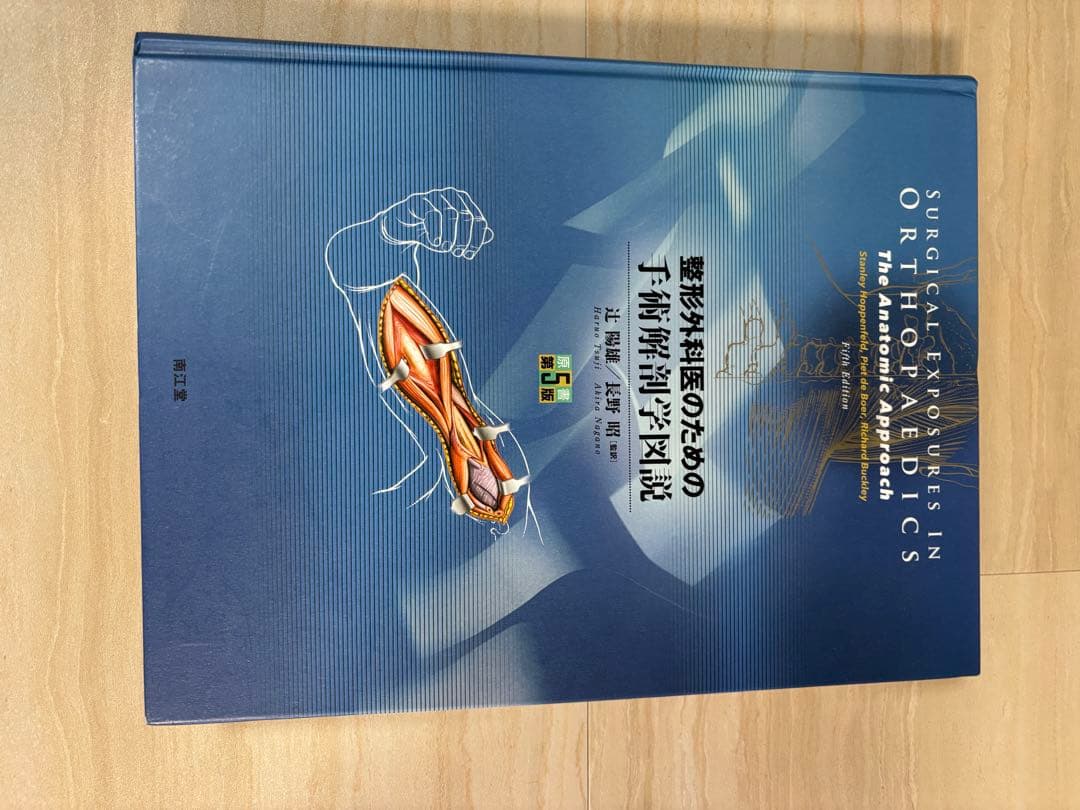 SURGICAL EXPOSURES IN
ORTHOPAEDICS
The Anatomic Approach
Stanley Hoppenfeld, Piet de Boer, Richard Buckley
Fifth Edition
整形外科医のための
手術解剖学図説
辻 陽雄／長野 昭［監訳］
Haruo Tsuji Akira Nagano
原書
第5版
南江堂